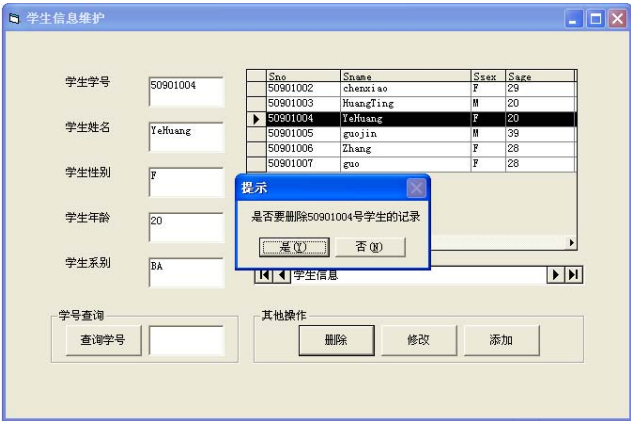 学生信息维护
学生学号 50901004
学生姓名 YeHuang
学生性别 F
学生年龄 20
学生系别 BA
Sno Sname Ssex Sage
50901002 chenxiao F 29
50901003 HuangTing M 20
50901004 YeHuang F 20
50901005 guojin M 39
50901006 Zhang F 28
50901007 guo F 28
提示
是否要删除50901004号学生的记录
是(Y) 否(N)
学生信息
学号查询
查询学号
其他操作
删除 修改 添加